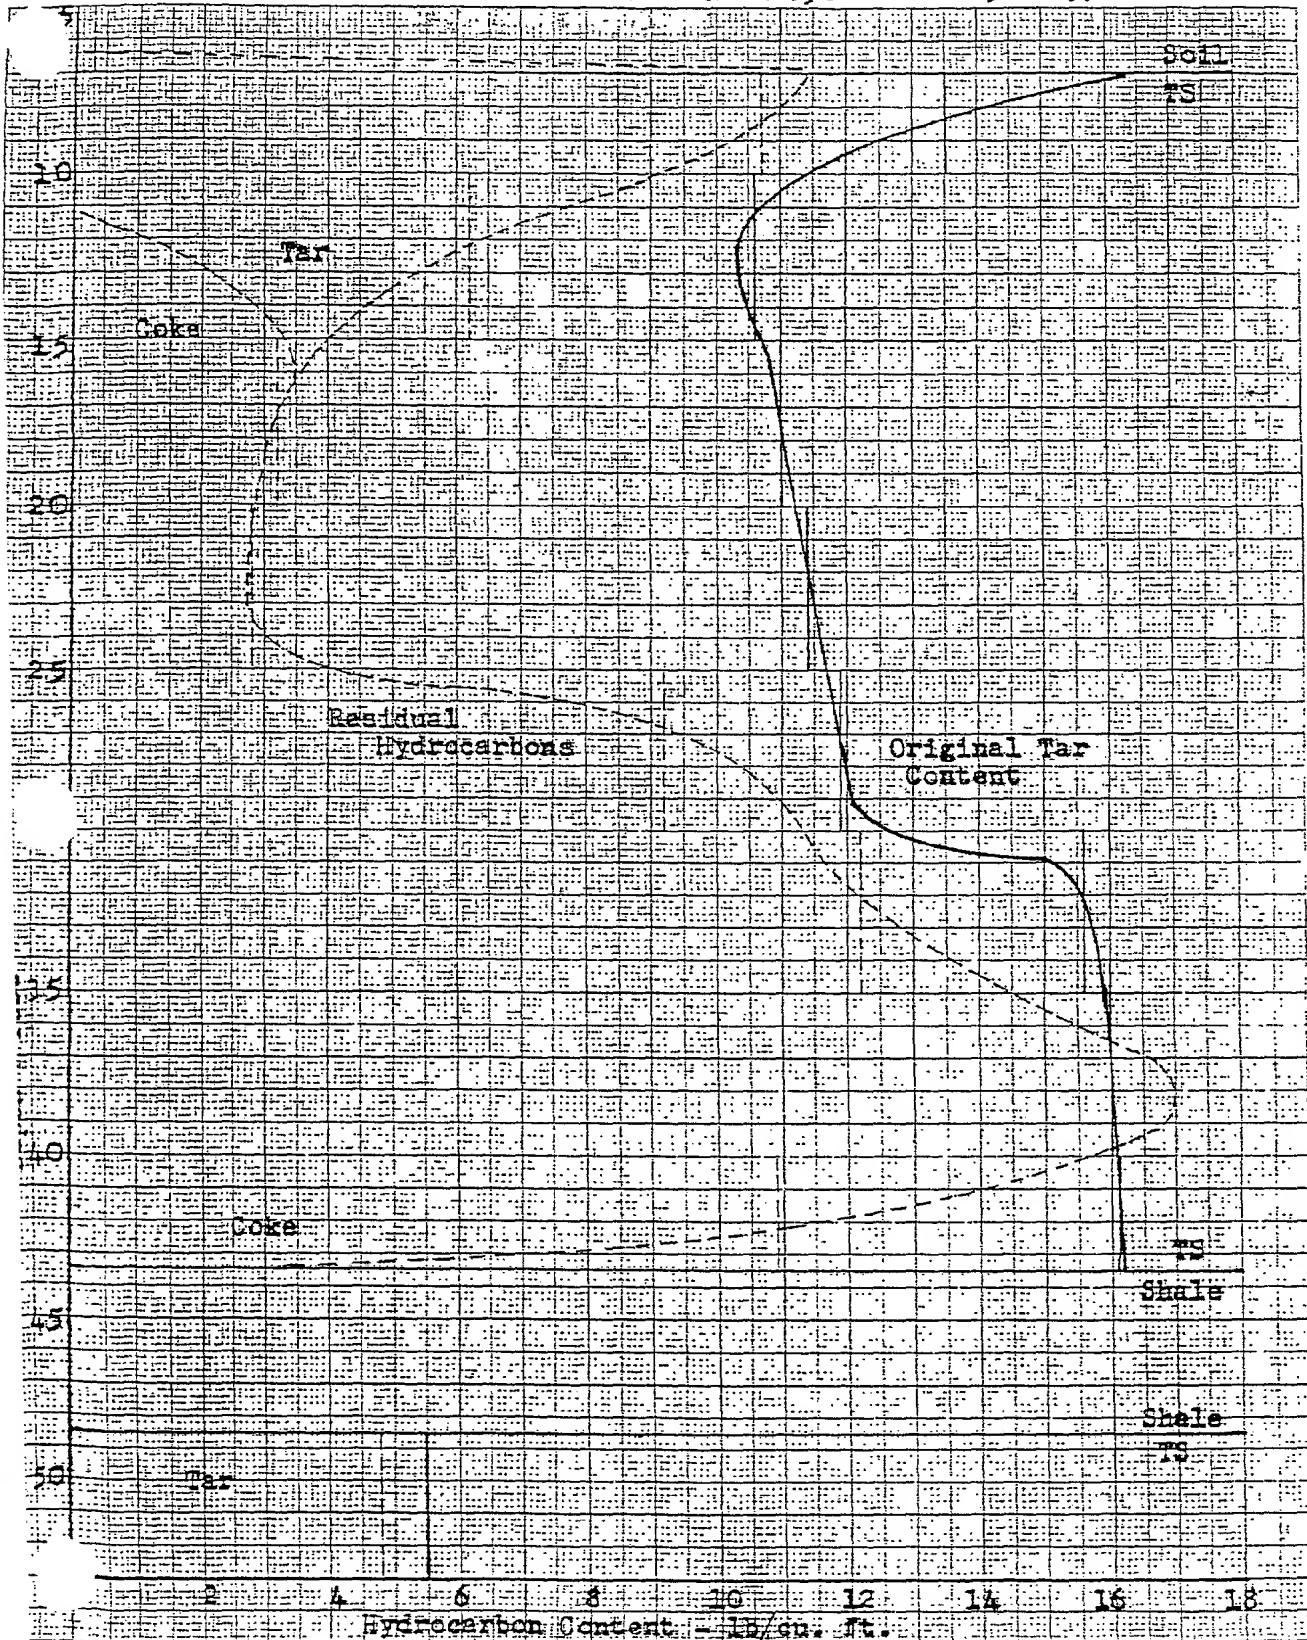 5
Soil
TS
10
Tar
Coke
15
20
25
Residual
Hydrocarbons
Original Tar
Content
35
40
Coke
TS
Shale
45
Shale
TS
50
Tar
2 4 6 8 10 12 14 16 18
Hydrocarbon Content - lb/cu. ft.